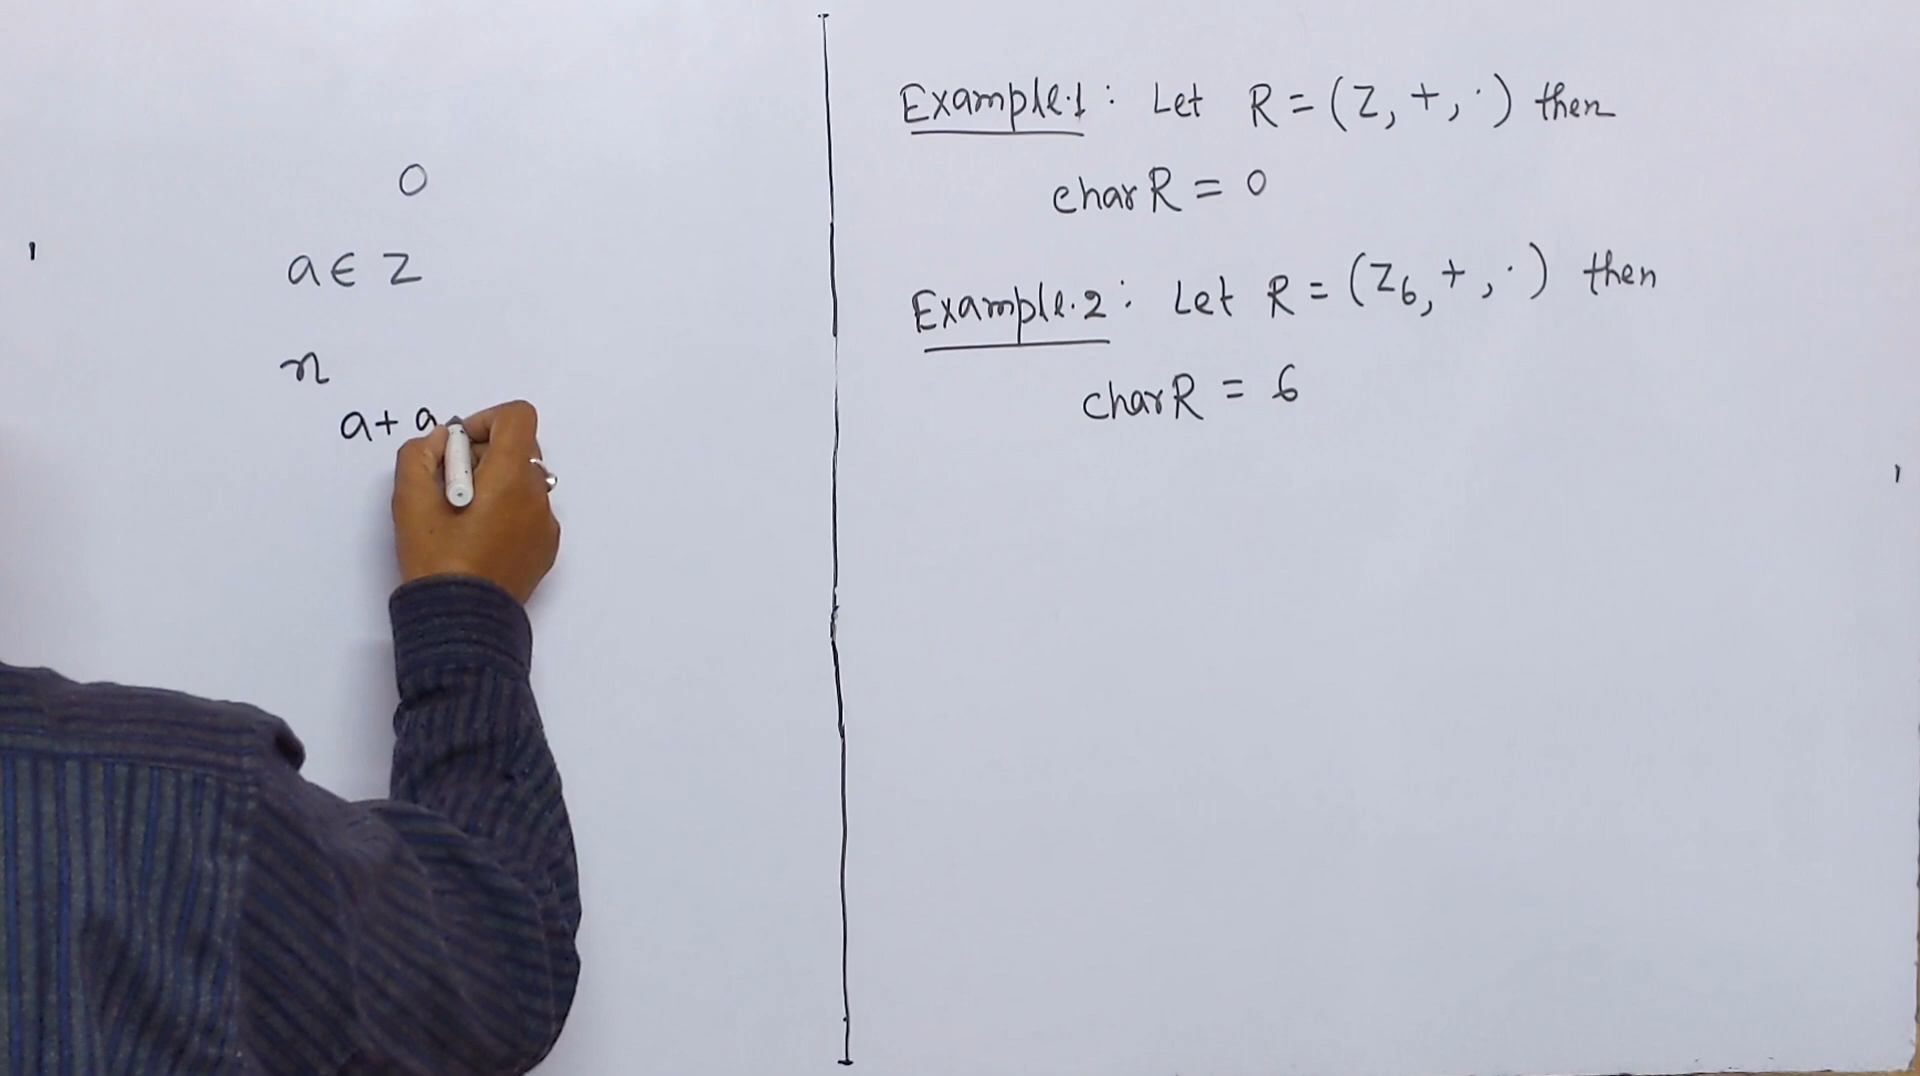 0
a ∈ Z
n
a + a
Example.1 : Let R = (Z, +, ·) then
char R = 0
Example.2 : Let R = (Z₆, +, ·) then
char R = 6